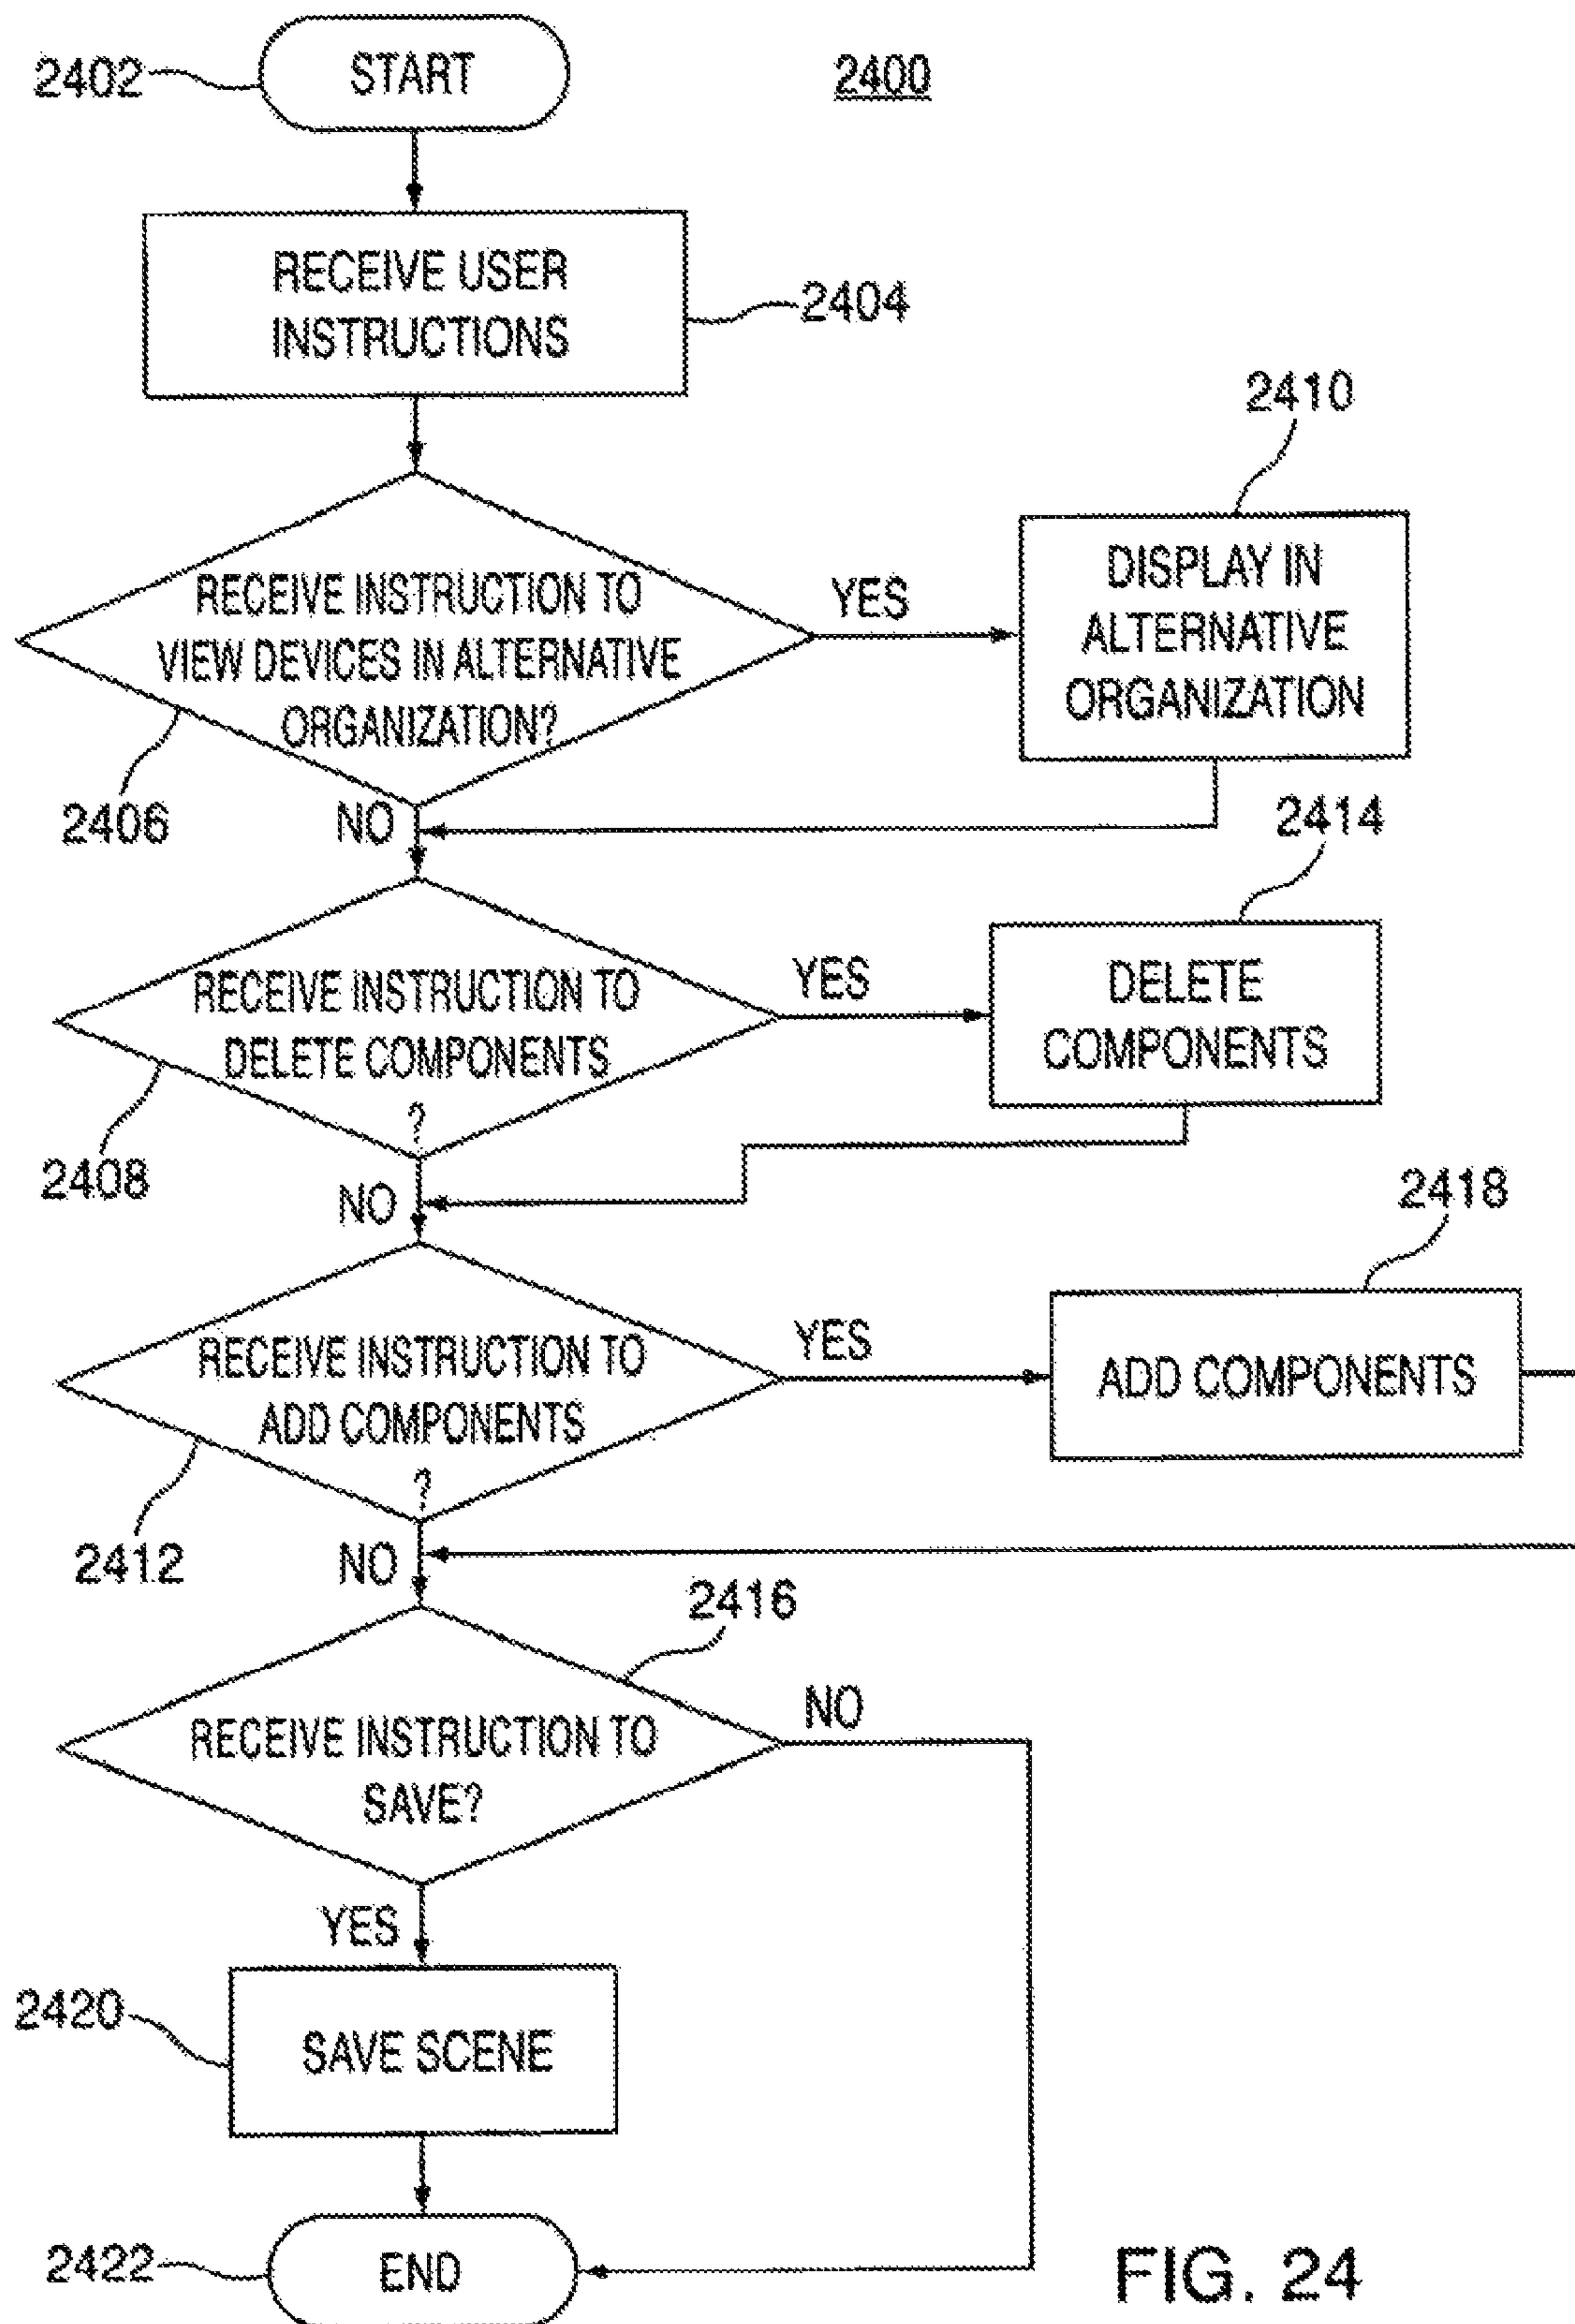 2402
START
2400
RECEIVE USER
INSTRUCTIONS
2404
2410
RECEIVE INSTRUCTION TO
VIEW DEVICES IN ALTERNATIVE
ORGANIZATION?
YES
DISPLAY IN
ALTERNATIVE
ORGANIZATION
2406
NO
2414
RECEIVE INSTRUCTION TO
DELETE COMPONENTS
?
YES
DELETE
COMPONENTS
2408
NO
2418
RECEIVE INSTRUCTION TO
ADD COMPONENTS
?
YES
ADD COMPONENTS
2412
NO
2416
RECEIVE INSTRUCTION TO
SAVE?
NO
YES
2420
SAVE SCENE
2422
END
FIG. 24